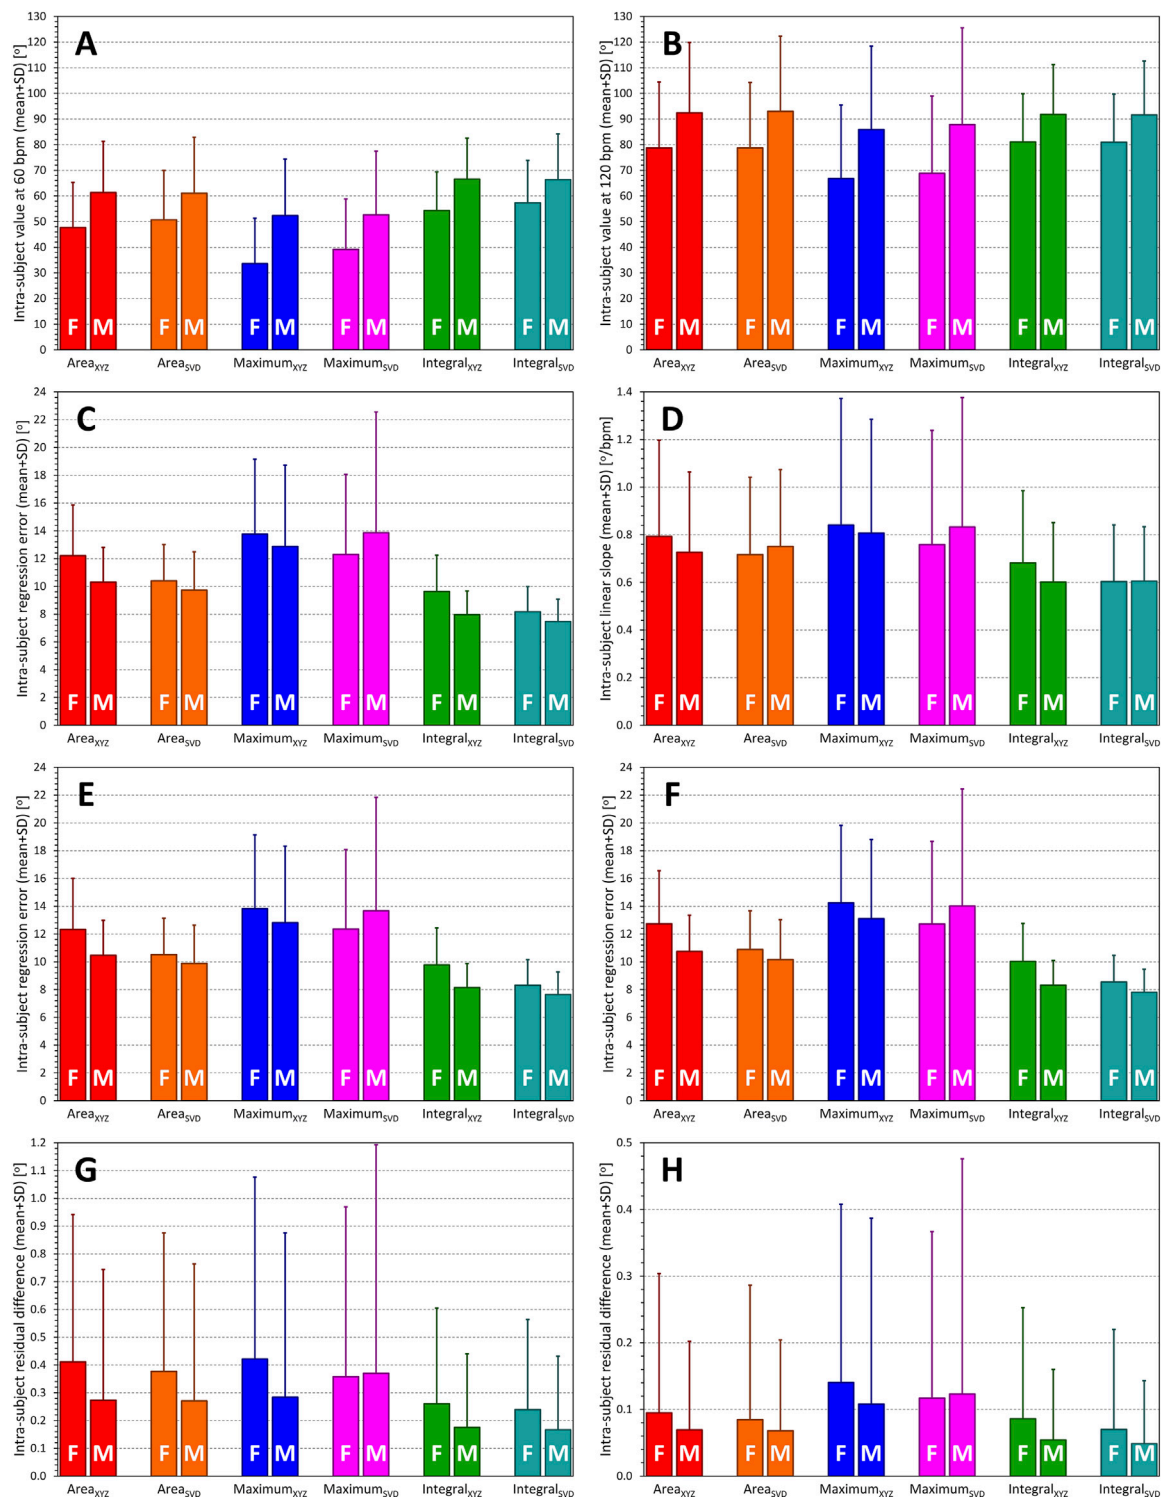 A
Intra-subject value at 60 bpm (mean+SD) [°]
130
120
110
100
90
80
70
60
50
40
30
20
10
0
F M F M F M F M F M F M
AreaXYZ AreaSVD MaximumXYZ MaximumSVD IntegralXYZ IntegralSVD
B
Intra-subject value at 120 bpm (mean+SD) [°]
130
120
110
100
90
80
70
60
50
40
30
20
10
0
F M F M F M F M F M F M
AreaXYZ AreaSVD MaximumXYZ MaximumSVD IntegralXYZ IntegralSVD
C
Intra-subject regression error (mean+SD) [°]
24
22
20
18
16
14
12
10
8
6
4
2
0
F M F M F M F M F M F M
AreaXYZ AreaSVD MaximumXYZ MaximumSVD IntegralXYZ IntegralSVD
D
Intra-subject linear slope (mean+SD) [°/bpm]
1.4
1.2
1.0
0.8
0.6
0.4
0.2
0.0
F M F M F M F M F M F M
AreaXYZ AreaSVD MaximumXYZ MaximumSVD IntegralXYZ IntegralSVD
E
Intra-subject regression error (mean+SD) [°]
24
22
20
18
16
14
12
10
8
6
4
2
0
F M F M F M F M F M F M
AreaXYZ AreaSVD MaximumXYZ MaximumSVD IntegralXYZ IntegralSVD
F
Intra-subject regression error (mean+SD) [°]
24
22
20
18
16
14
12
10
8
6
4
2
0
F M F M F M F M F M F M
AreaXYZ AreaSVD MaximumXYZ MaximumSVD IntegralXYZ IntegralSVD
G
Intra-subject residual difference (mean+SD) [°]
1.2
1.1
1.0
0.9
0.8
0.7
0.6
0.5
0.4
0.3
0.2
0.1
0.0
F M F M F M F M F M F M
AreaXYZ AreaSVD MaximumXYZ MaximumSVD IntegralXYZ IntegralSVD
H
Intra-subject residual difference (mean+SD) [°]
0.5
0.4
0.3
0.2
0.1
0.0
F M F M F M F M F M F M
AreaXYZ AreaSVD MaximumXYZ MaximumSVD IntegralXYZ IntegralSVD